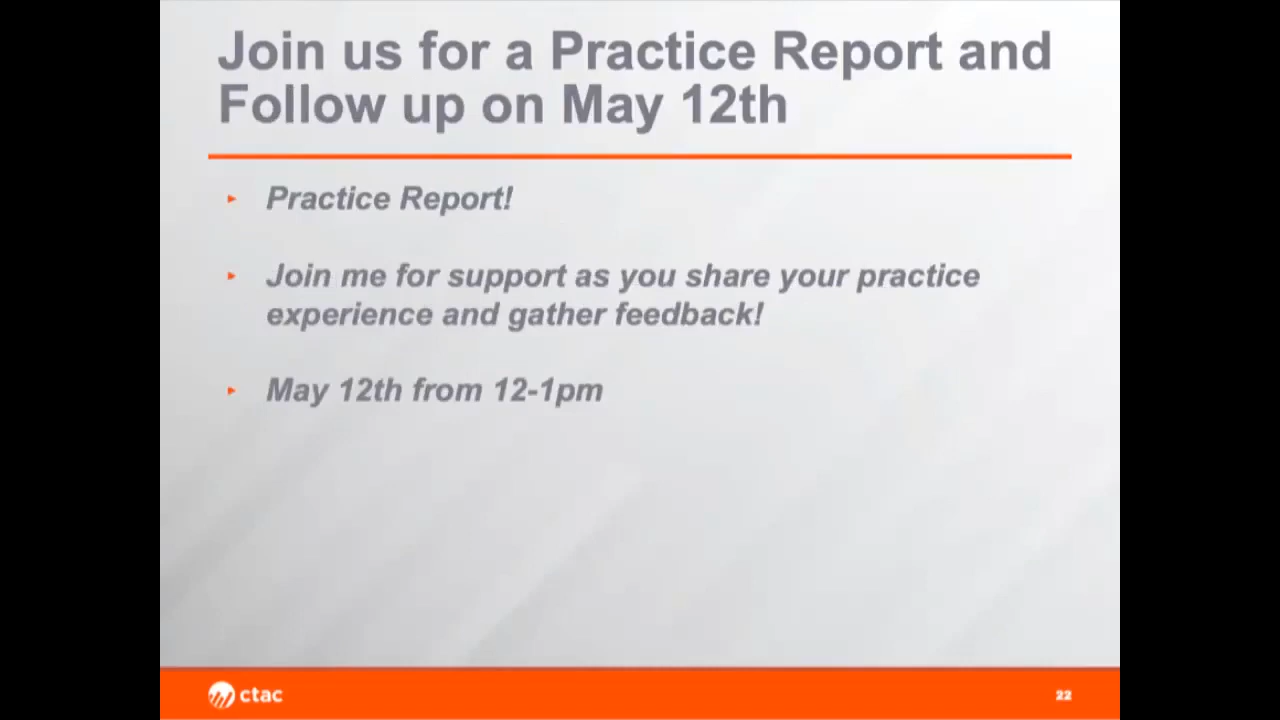 Join us for a Practice Report and
Follow up on May 12th
Practice Report!
Join me for support as you share your practice
experience and gather feedback!
May 12th from 12-1pm
ctac
22